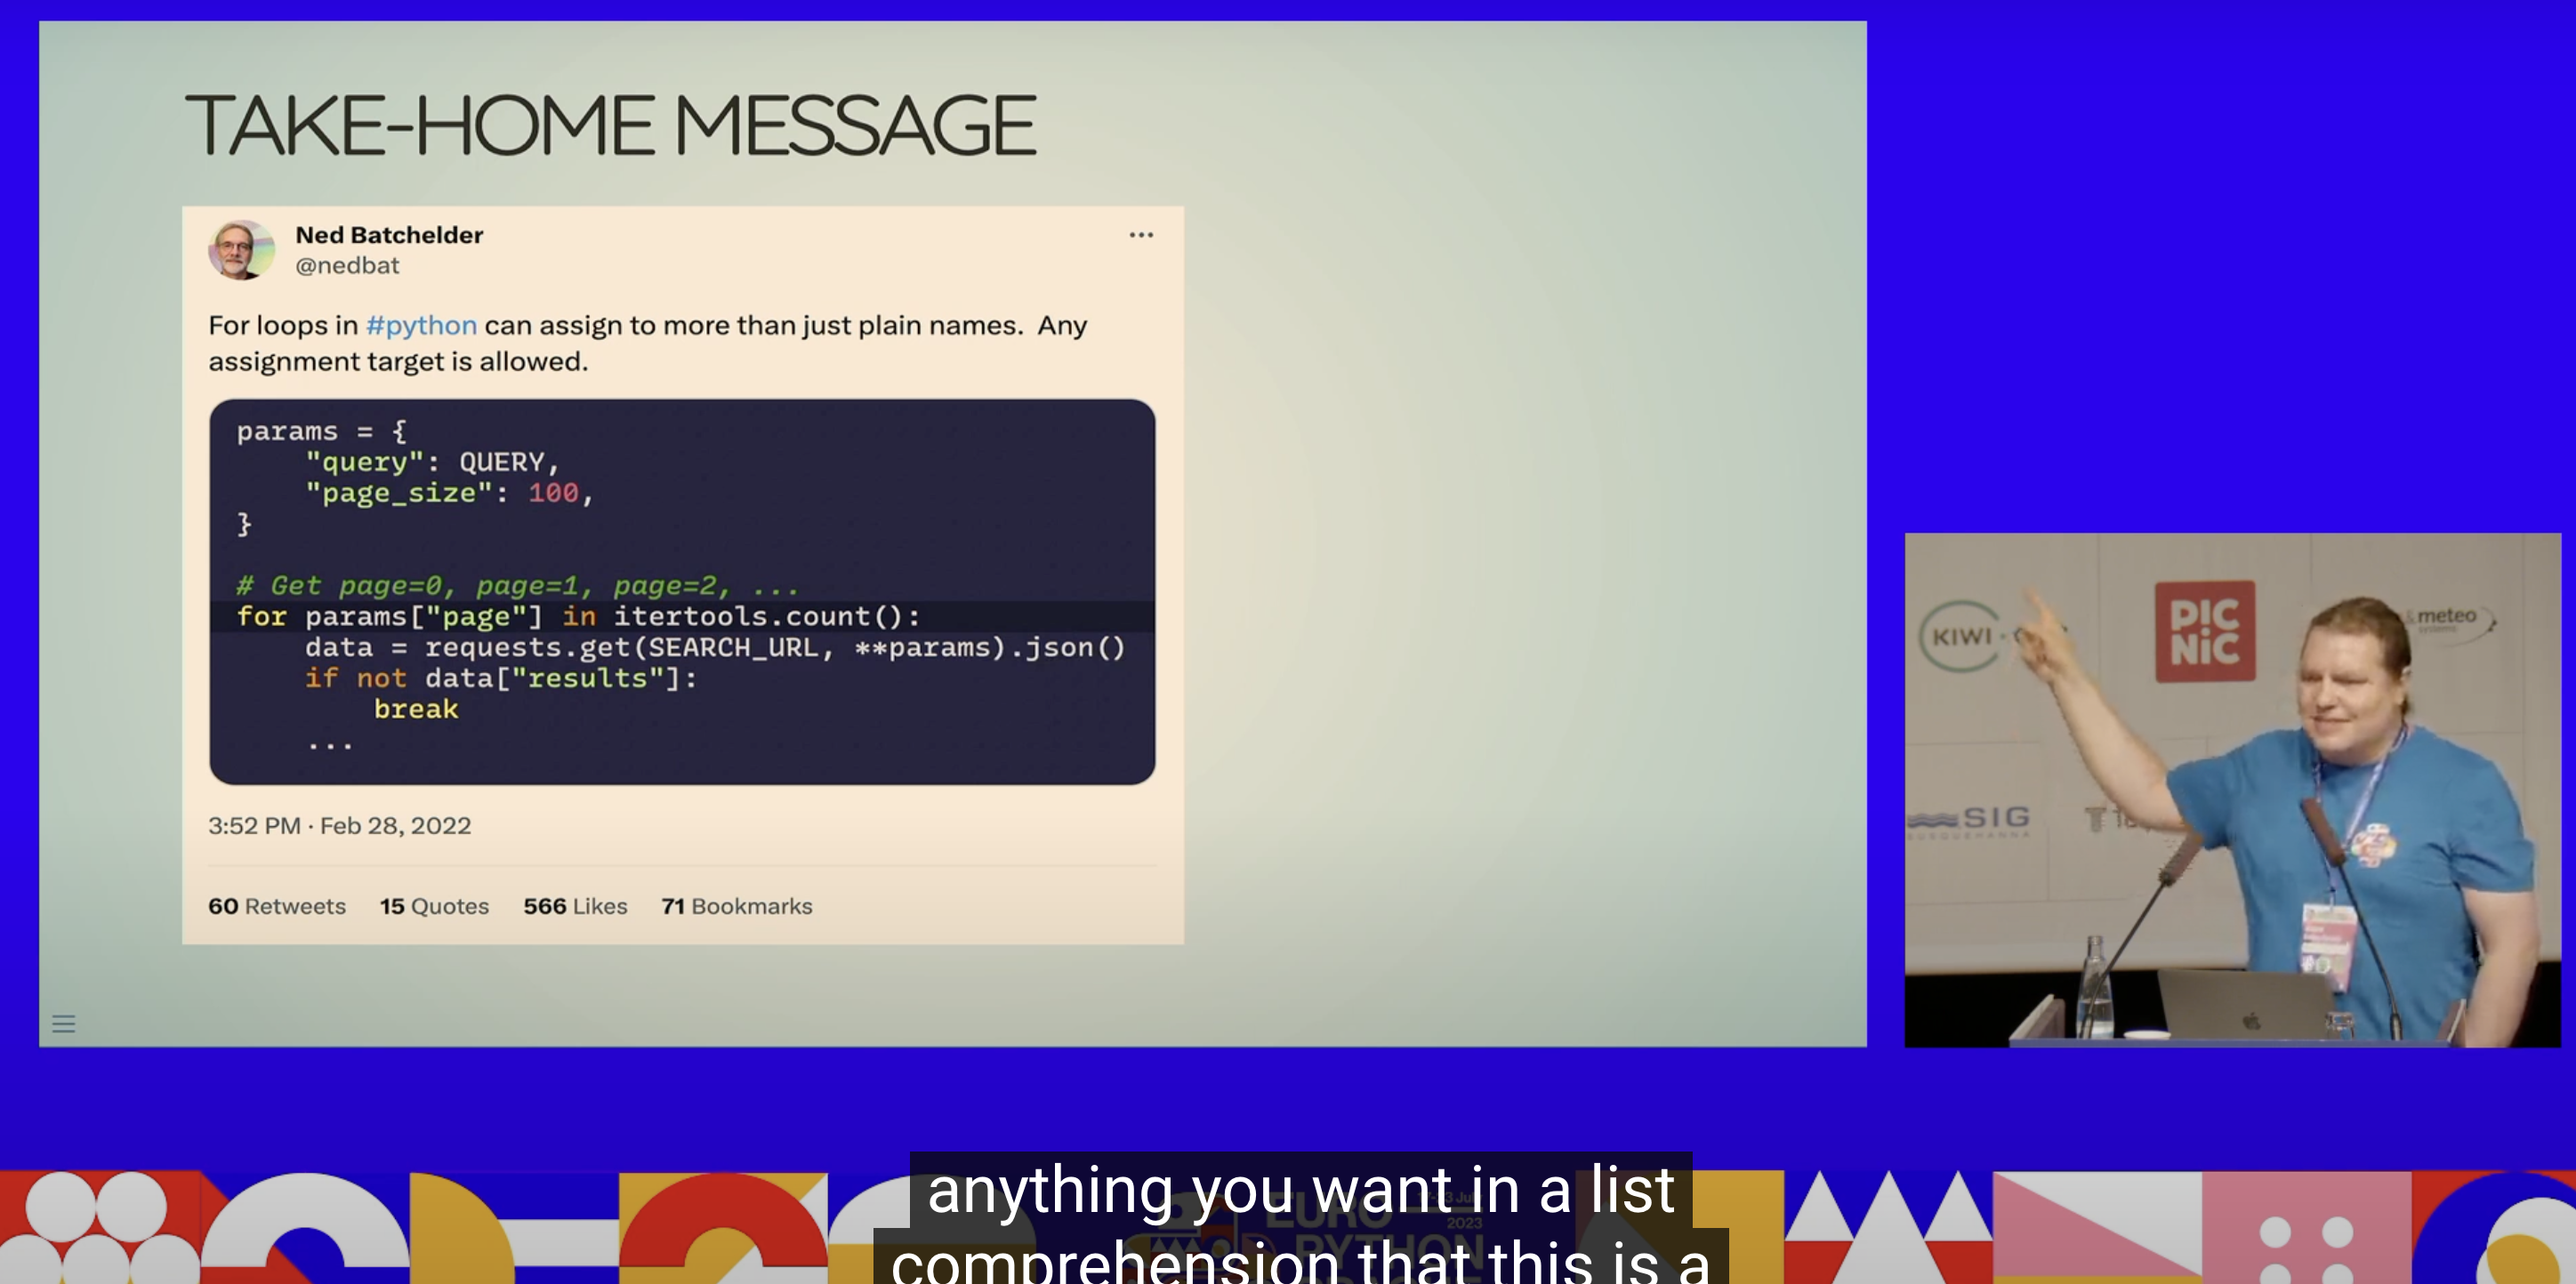 TAKE-HOME MESSAGE
Ned Batchelder
@nedbat
For loops in #python can assign to more than just plain names.  Any
assignment target is allowed.
params = {
    "query": QUERY,
    "page_size": 100,
}
# Get page=0, page=1, page=2, ...
for params["page"] in itertools.count():
    data = requests.get(SEARCH_URL, **params).json()
    if not data["results"]:
        break
    ...
3:52 PM · Feb 28, 2022
60 Retweets 15 Quotes 566 Likes 71 Bookmarks
KIWI
PIC
NiC
meteo
SIG
SUSQUEHANNA
EURO
2023
PYTHON
anything you want in a list
comprehension that this is a